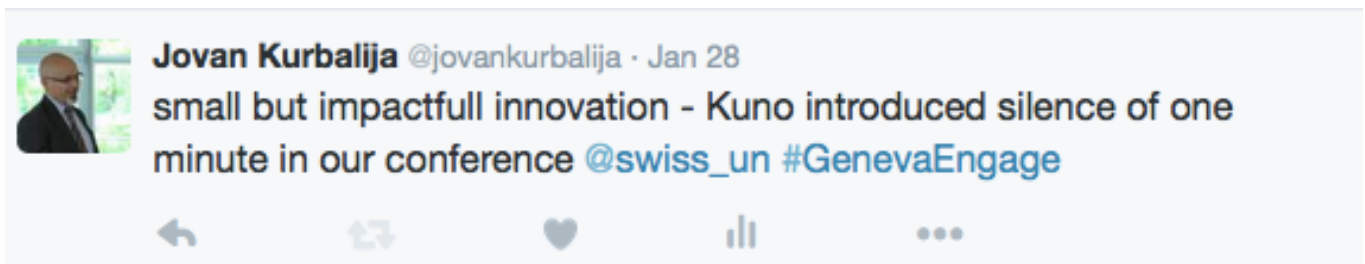 Jovan Kurbalija @jovankurbalija · Jan 28
small but impactfull innovation - Kuno introduced silence of one
minute in our conference @swiss_un #GenevaEngage